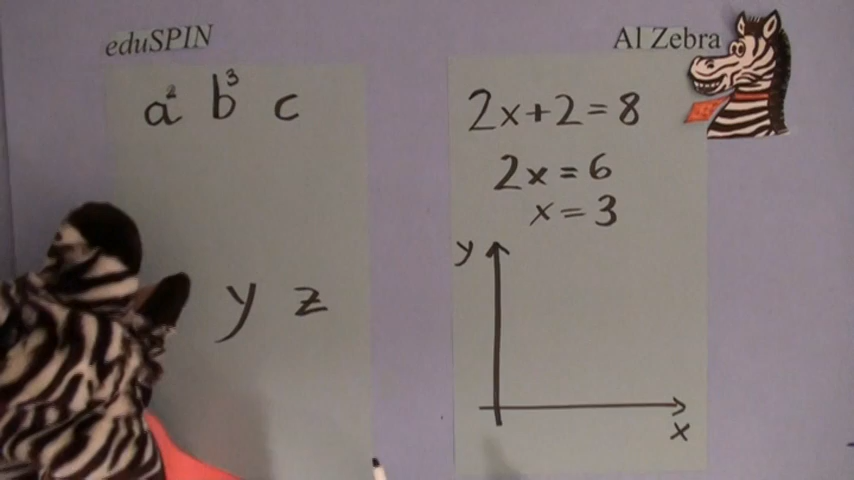 eduSPIN
Al Zebra
a² b³ c
y z
2x+2=8
2x=6
x=3
y
x